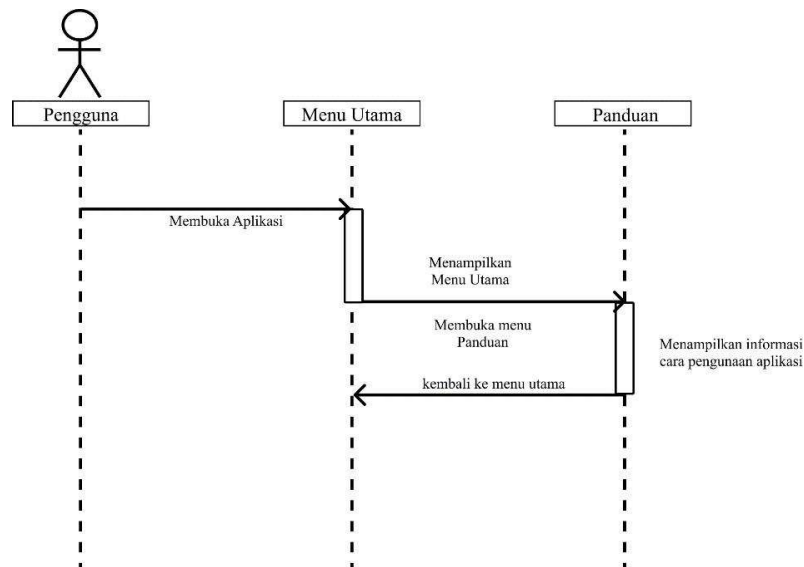 Pengguna
Menu Utama
Panduan
Membuka Aplikasi
Menampilkan
Menu Utama
Membuka menu
Panduan
Menampilkan informasi
cara pengunaan aplikasi
kembali ke menu utama